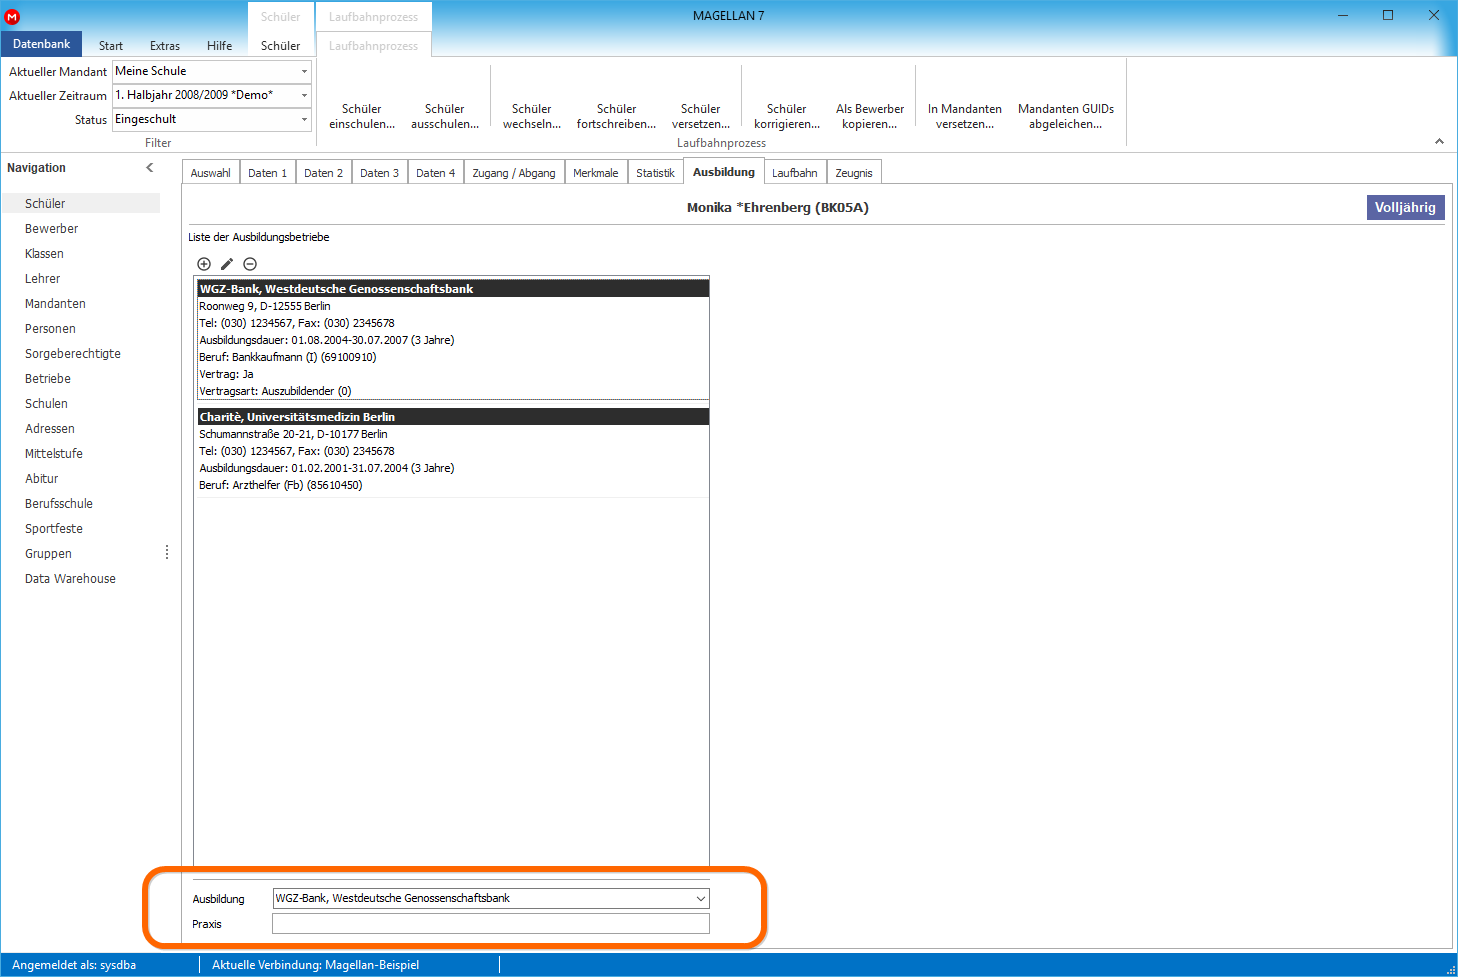 M
MAGELLAN 7
Schüler
Laufbahnprozess
Datenbank
Start
Extras
Hilfe
Schüler
Laufbahnprozess
Aktueller Mandant
Meine Schule
Aktueller Zeitraum
1. Halbjahr 2008/2009 *Demo*
Status
Eingeschult
Filter
Schüler
einschulen...
Schüler
ausschulen...
Schüler
wechseln...
Schüler
fortschreiben...
Schüler
versetzen...
Schüler
korrigieren...
Als Bewerber
kopieren...
In Mandanten
versetzen...
Mandanten GUIDs
abgeleichen...
Laufbahnprozess
Navigation
Schüler
Bewerber
Klassen
Lehrer
Mandanten
Personen
Sorgeberechtigte
Betriebe
Schulen
Adressen
Mittelstufe
Abitur
Berufsschule
Sportfeste
Gruppen
Data Warehouse
Auswahl
Daten 1
Daten 2
Daten 3
Daten 4
Zugang / Abgang
Merkmale
Statistik
Ausbildung
Laufbahn
Zeugnis
Monika *Ehrenberg (BK05A)
Volljährig
Liste der Ausbildungsbetriebe
WGZ-Bank, Westdeutsche Genossenschaftsbank
Roonweg 9, D-12555 Berlin
Tel: (030) 1234567, Fax: (030) 2345678
Ausbildungsdauer: 01.08.2004-30.07.2007 (3 Jahre)
Beruf: Bankkaufmann (I) (69100910)
Vertrag: Ja
Vertragsart: Auszubildender (0)
Charitè, Universitätsmedizin Berlin
Schumannstraße 20-21, D-10177 Berlin
Tel: (030) 1234567, Fax: (030) 2345678
Ausbildungsdauer: 01.02.2001-31.07.2004 (3 Jahre)
Beruf: Arzthelfer (Fb) (85610450)
Ausbildung
WGZ-Bank, Westdeutsche Genossenschaftsbank
Praxis
Angemeldet als: sysdba
Aktuelle Verbindung: Magellan-Beispiel